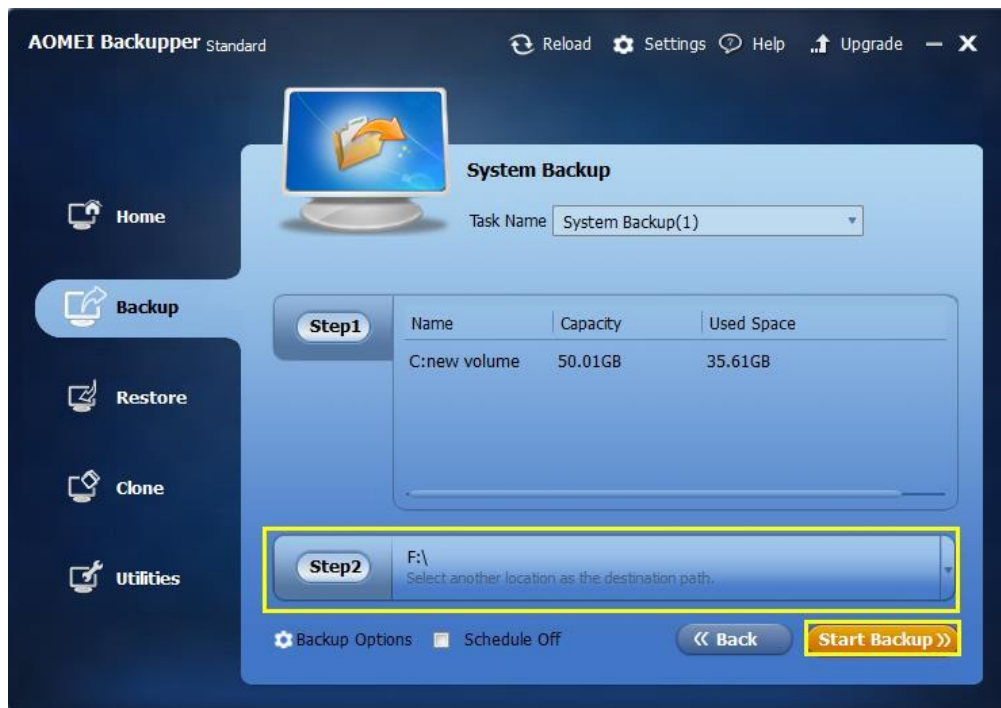 AOMEI Backupper Standard
Reload Settings Help Upgrade
System Backup
Task Name System Backup(1)
Home
Backup
Restore
Clone
Utilities
Step1
Name Capacity Used Space
C:new volume 50.01GB 35.61GB
Step2
F:\
Select another location as the destination path.
Backup Options Schedule Off
Back
Start Backup